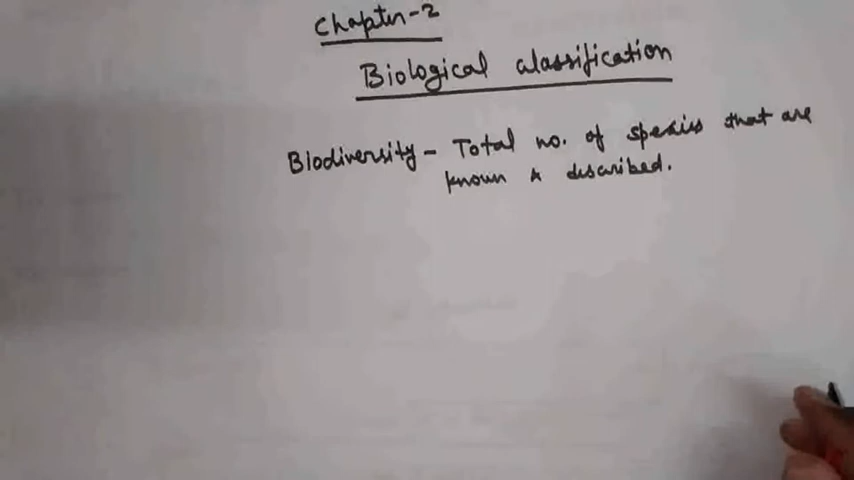 Chapter-2
Biological classification
Biodiversity - Total no. of species that are
known & described.